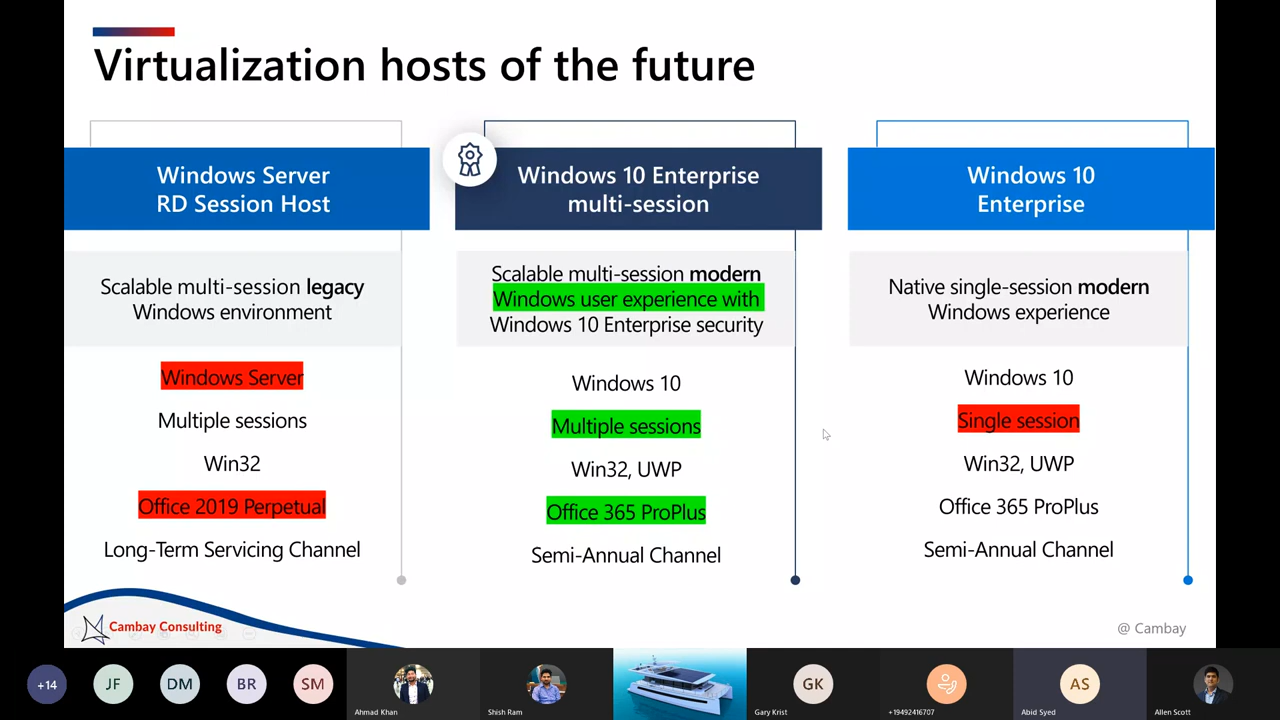 Virtualization hosts of the future
Windows Server
RD Session Host
Scalable multi-session legacy
Windows environment
Windows Server
Multiple sessions
Win32
Office 2019 Perpetual
Long-Term Servicing Channel
Windows 10 Enterprise
multi-session
Scalable multi-session modern
Windows user experience with
Windows 10 Enterprise security
Windows 10
Multiple sessions
Win32, UWP
Office 365 ProPlus
Semi-Annual Channel
Windows 10
Enterprise
Native single-session modern
Windows experience
Windows 10
Single session
Win32, UWP
Office 365 ProPlus
Semi-Annual Channel
Cambay Consulting
@ Cambay
+14
JF
DM
BR
SM
Ahmad Khan
Shish Ram
GK
Gary Krist
+19492416707
AS
Abid Syed
Allen Scott